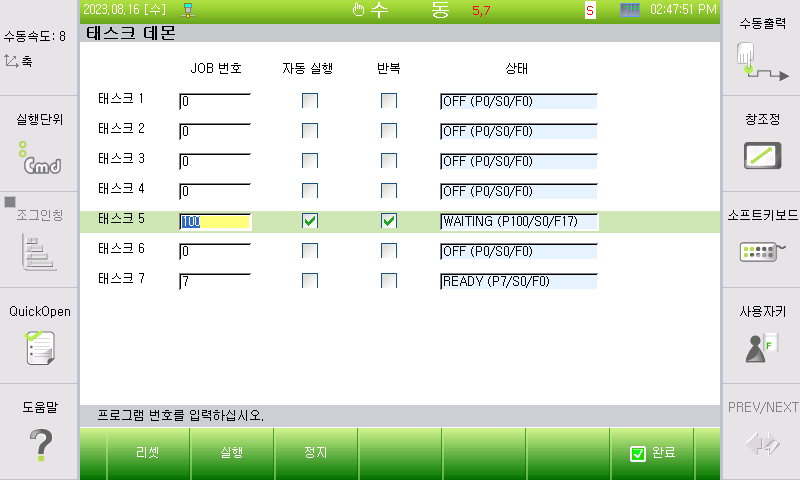 2023.08.16 [수] 수 동 5,7 S 02:47:51 PM
태스크 데몬
수동속도: 8
축
실행단위
Cmd
조그인칭
QuickOpen
도움말
JOB 번호 자동 실행 반복 상태
태스크 1 0 OFF (P0/S0/F0)
태스크 2 0 OFF (P0/S0/F0)
태스크 3 0 OFF (P0/S0/F0)
태스크 4 0 OFF (P0/S0/F0)
태스크 5 100 WAITING (P100/S0/F17)
태스크 6 0 OFF (P0/S0/F0)
태스크 7 7 READY (P7/S0/F0)
프로그램 번호를 입력하십시오.
리셋 실행 정지 완료
수동출력
창조정
소프트키보드
사용자키
F
PREV/NEXT